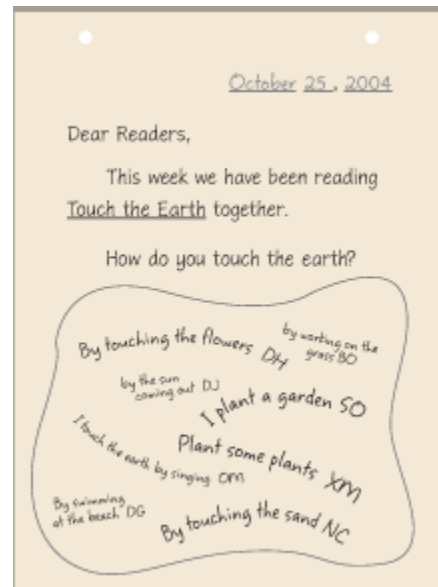 October 25, 2004
Dear Readers,
This week we have been reading
Touch the Earth together.
How do you touch the earth?
By touching the flowers DH
by working on the
grass BO
by the sun
coming out DJ
I plant a garden SO
I touch the earth by singing OM
Plant some plants XM
By swimming
at the beach DG
By touching the sand NC